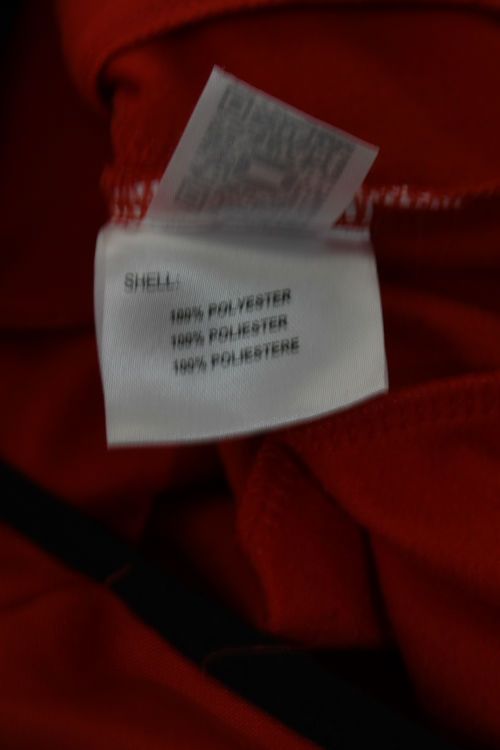 SHELL:
100% POLYESTER
100% POLIESTER
100% POLIESTERE